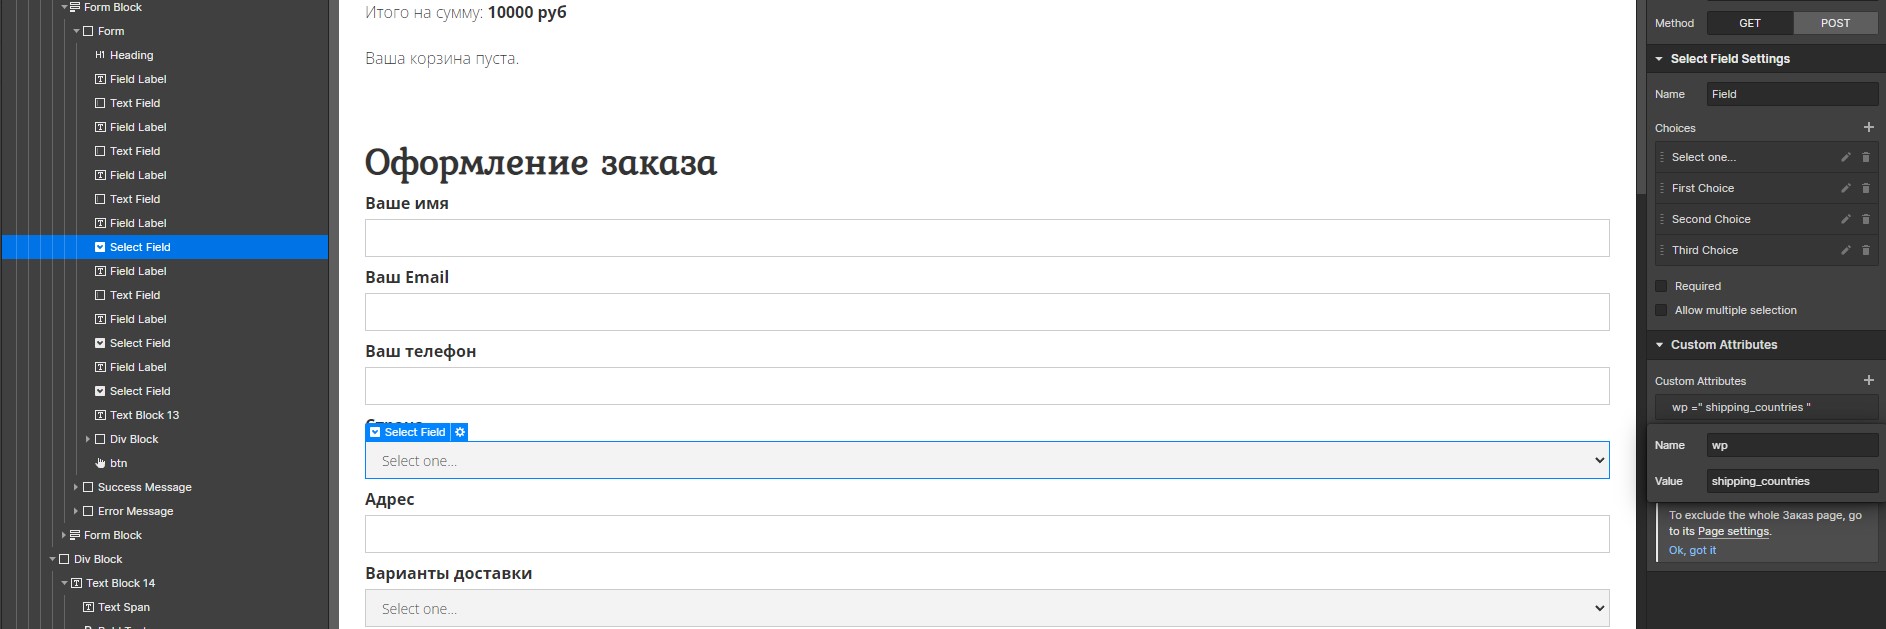 Form Block
Form
H1 Heading
Field Label
Text Field
Field Label
Text Field
Field Label
Text Field
Field Label
Select Field
Field Label
Text Field
Field Label
Select Field
Field Label
Select Field
Text Block 13
Div Block
btn
Success Message
Error Message
Form Block
Div Block
Text Block 14
Text Span
Итого на сумму: 10000 руб
Ваша корзина пуста.
Оформление заказа
Ваше имя
Ваш Email
Ваш телефон
Select Field
Select one...
Адрес
Варианты доставки
Select one...
Method GET POST
Select Field Settings
Name Field
Choices
Select one...
First Choice
Second Choice
Third Choice
Required
Allow multiple selection
Custom Attributes
Custom Attributes
wp =" shipping_countries "
Name wp
Value shipping_countries
To exclude the whole Заказ page, go
to its Page settings.
Ok, got it